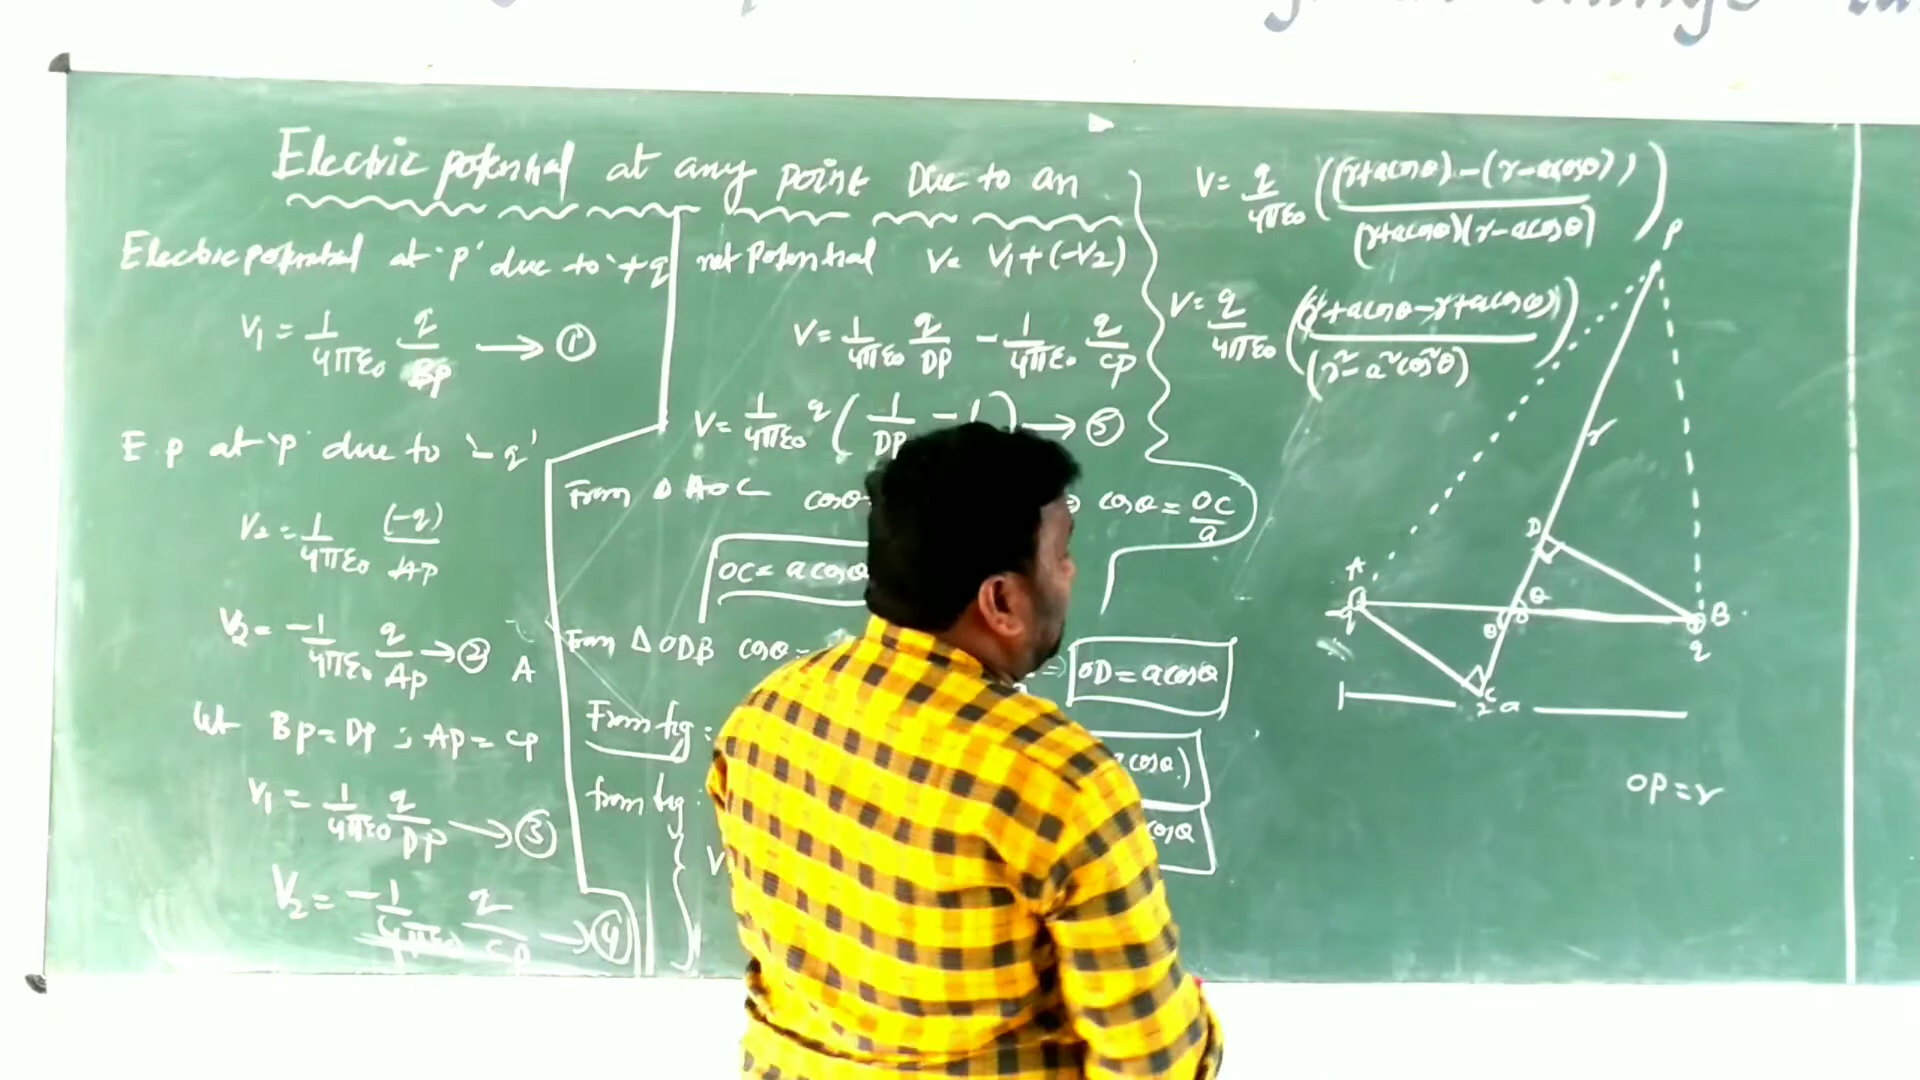 Electric potential at any point Due to an
Electric potential at 'p' due to '+q
V₁ = 1/4πε₀ q/BP → ①
E.p at 'p' due to '-q'
V₂ = 1/4πε₀ (-q)/AP
V₂ = -1/4πε₀ q/AP → ②
A
let BP = DP ; AP = CP
V₁ = 1/4πε₀ q/DP → ③
V₂ = -1/4πε₀ q/CP → ④
net potential V = V₁+(-V₂)
V = 1/4πε₀ q/DP - 1/4πε₀ q/CP
V = 1/4πε₀ q (1/DP - 1 ) → ⑤
From Δ AOC cosθ cosθ = OC/a
OC = a cosθ
From Δ ODB cosθ = ⇒ OD = a cosθ
From fig : cosθ)
from fig : cosθ
V
V = q/4πε₀ ((r+acosθ)-(r-acosθ))/((r+acosθ)(r-acosθ))
V = q/4πε₀ (r+acosθ-r+acosθ)/(r²-a²cos²θ)
P
r
D
A
θ
B
-q
θ
q
C
2a
OP = r